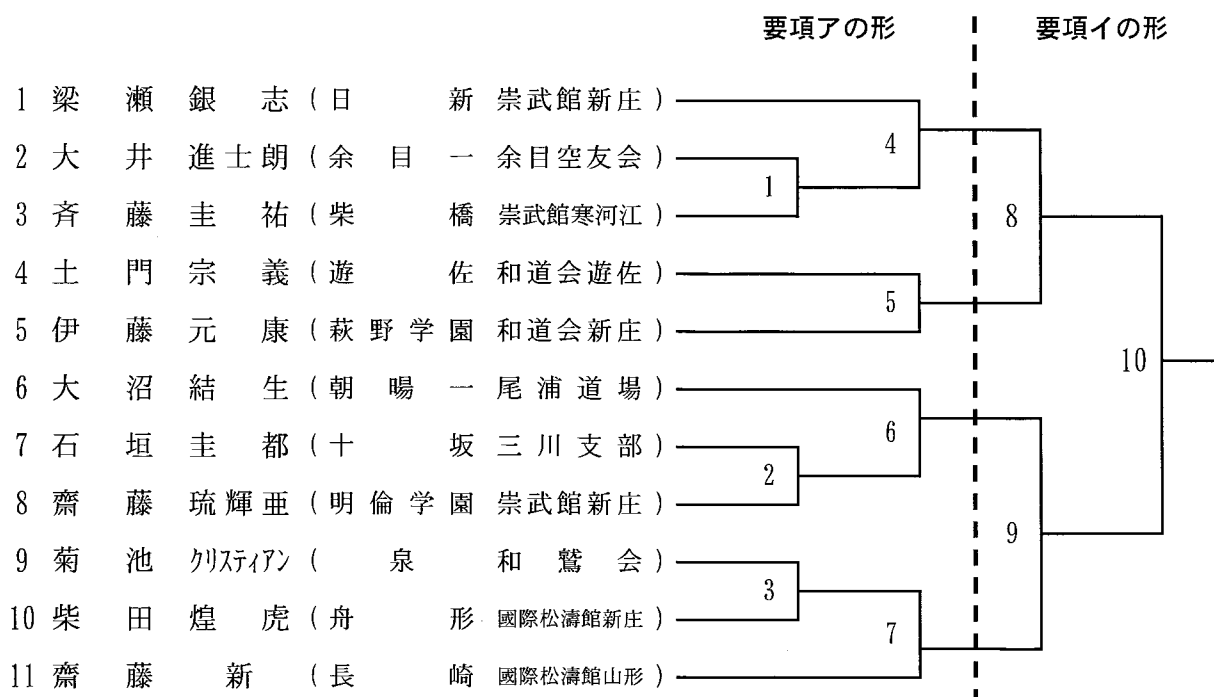 要項アの形 要項イの形
1 梁瀬銀志 (日新 崇武館新庄)
2 大井進士朗 (余目一 余目空友会)
3 斉藤圭祐 (柴橋 崇武館寒河江)
4 土門宗義 (遊佐 和道会遊佐)
5 伊藤元康 (萩野学園 和道会新庄)
6 大沼結生 (朝暘一 尾浦道場)
7 石垣圭都 (十坂 三川支部)
8 齋藤琉輝亜 (明倫学園 崇武館新庄)
9 菊池クリスティアン (泉 和鷲会)
10 柴田煌虎 (舟形 國際松濤館新庄)
11 齋藤新 (長崎 國際松濤館山形)
4
1
8
5
10
6
2
9
3
7